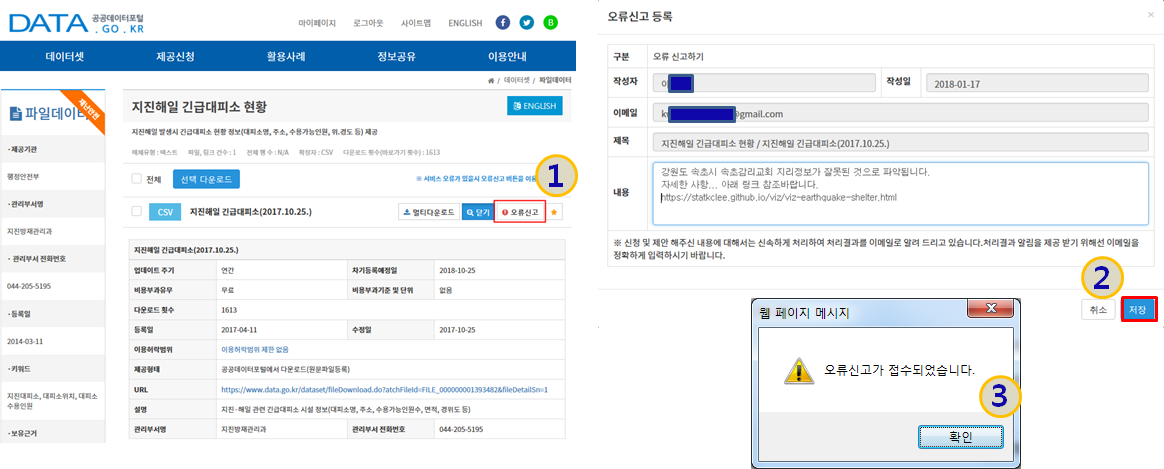 DATA 공공데이터포털
. GO . KR
마이페이지 로그아웃 사이트맵 ENGLISH f B
데이터셋 제공신청 활용사례 정보공유 이용안내
/ 데이터셋 / 파일데이터
파일데이터
재난안전
· 제공기관
행정안전부
· 관리부서명
지진방재관리과
· 관리부서 전화번호
044-205-5195
· 등록일
2014-03-11
· 키워드
지진대피소, 대피소위치, 대피소
수용인원
· 보유근거
지진해일 긴급대피소 현황
ENGLISH
지진해일 발생시 긴급대피소 현황 정보(대피소명, 주소, 수용가능인원, 위,경도 등) 제공
매체유형 : 텍스트 파일, 링크 건수 : 1 전체 행 수 : N/A 확장자 : CSV 다운로드 횟수(바로가기 횟수) : 1613
1
전체 선택 다운로드 ※ 서비스 오류가 있을시 오류신고 버튼을 이용
CSV 지진해일 긴급대피소(2017.10.25.) 멀티다운로드 닫기 오류신고
지진해일 긴급대피소(2017.10.25.)
업데이트 주기 연간 차기등록예정일 2018-10-25
비용부과유무 무료 비용부과기준 및 단위 없음
다운로드 횟수 1613
등록일 2017-04-11 수정일 2017-10-25
이용허락범위 이용허락범위 제한 없음
제공형태 공공데이터포털에서 다운로드(원문파일등록)
URL https://www.data.go.kr/dataset/fileDownload.do?atchFileId=FILE_000000001393482&fileDetailSn=1
설명 지진·해일 관련 긴급대피소 시설 정보(대피소명, 주소, 수용가능인원수, 면적, 경위도 등)
관리부서명 지진방재관리과 관리부서 전화번호 044-205-5195
오류신고 등록 ×
구분 오류 신고하기
작성자 이 작성일 2018-01-17
이메일 kw @gmail.com
제목 지진해일 긴급대피소 현황 / 지진해일 긴급대피소(2017.10.25.)
내용
강원도 속초시 속초감리교회 지리정보가 잘못된 것으로 파악됩니다.
자세한 사항... 아래 링크 참조바랍니다.
https://statkclee.github.io/viz/viz-earthquake-shelter.html
※ 신청 및 제안 해주신 내용에 대해서는 신속하게 처리하여 처리결과를 이메일로 알려 드리고 있습니다.처리결과 알림을 제공 받기 위해선 이메일을
정확하게 입력하시기 바랍니다.
2
취소 저장
웹 페이지 메시지
오류신고가 접수되었습니다.
3
확인